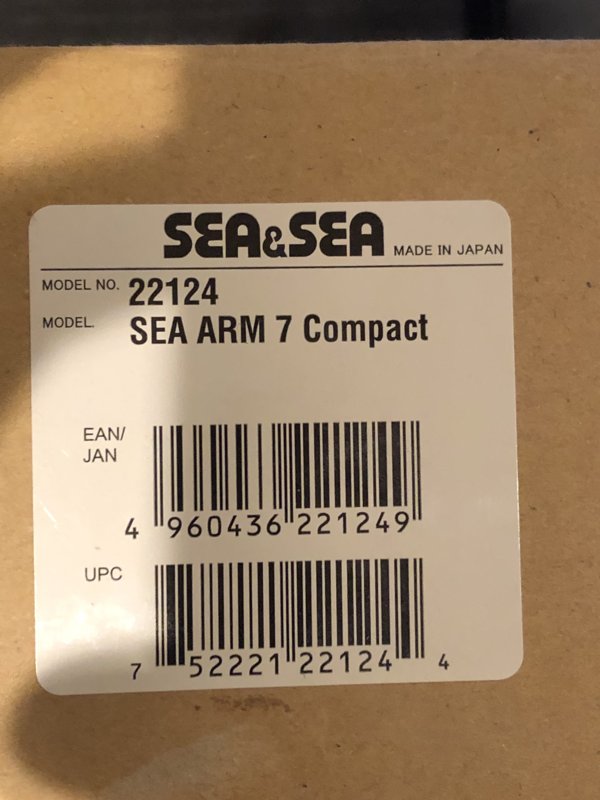 SEA&SEA MADE IN JAPAN
MODEL NO. 22124
MODEL. SEA ARM 7 Compact
EAN/
JAN
4 960436 221249
UPC
7 52221 22124 4